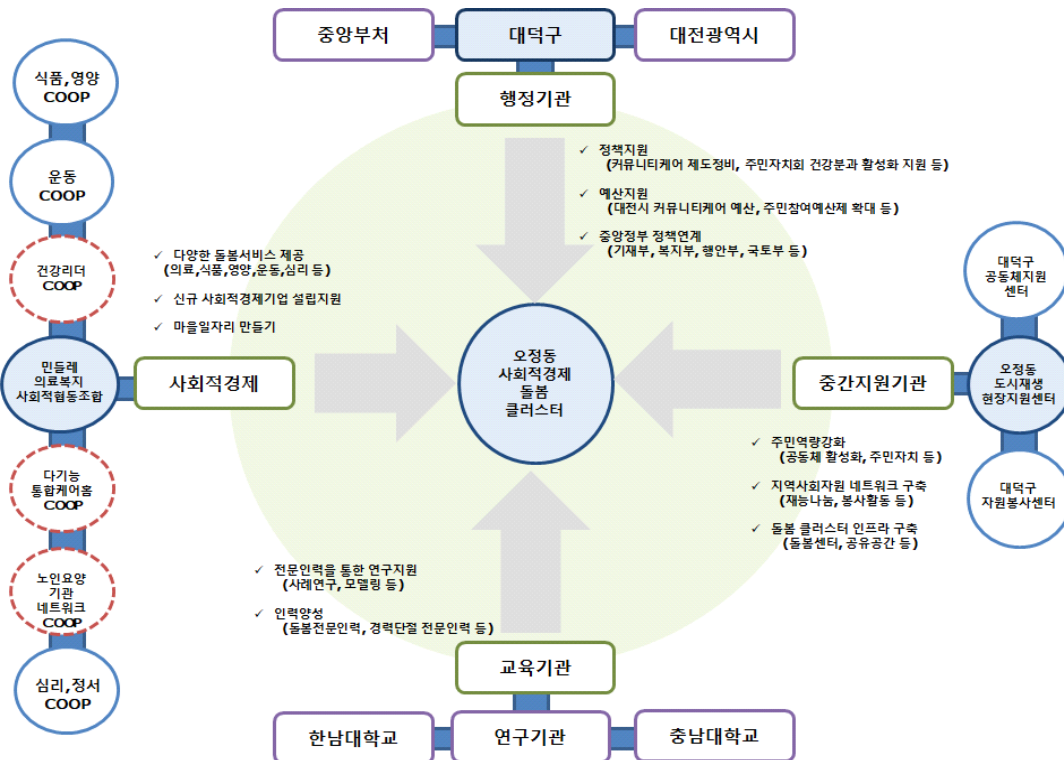 중앙부처
대덕구
대전광역시
행정기관
✓ 정책지원
(커뮤니티케어 제도정비, 주민자치회 건강분과 활성화 지원 등)
✓ 예산지원
(대전시 커뮤니티케어 예산, 주민참여예산제 확대 등)
✓ 중앙정부 정책연계
(기재부, 복지부, 행안부, 국토부 등)
식품,영양
COOP
운동
COOP
건강리더
COOP
민들레
의료복지
사회적협동조합
다기능
통합케어홈
COOP
노인요양
기관
네트워크
COOP
심리,정서
COOP
✓ 다양한 돌봄서비스 제공
(의료,식품,영양,운동,심리 등)
✓ 신규 사회적경제기업 설립지원
✓ 마을일자리 만들기
사회적경제
오정동
사회적경제
돌봄
클러스터
중간지원기관
대덕구
공동체지원
센터
오정동
도시재생
현장지원센터
대덕구
자원봉사센터
✓ 주민역량강화
(공동체 활성화, 주민자치 등)
✓ 지역사회자원 네트워크 구축
(재능나눔, 봉사활동 등)
✓ 돌봄 클러스터 인프라 구축
(돌봄센터, 공유공간 등)
✓ 전문인력을 통한 연구지원
(사례연구, 모델링 등)
✓ 인력양성
(돌봄전문인력, 경력단절 전문인력 등)
교육기관
한남대학교
연구기관
충남대학교